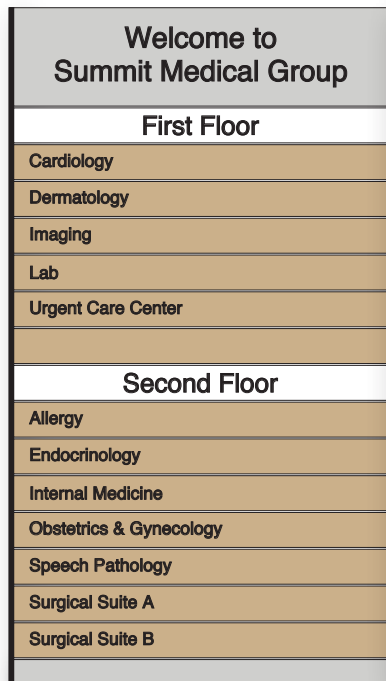 Welcome to
Summit Medical Group
First Floor
Cardiology
Dermatology
Imaging
Lab
Urgent Care Center
Second Floor
Allergy
Endocrinology
Internal Medicine
Obstetrics & Gynecology
Speech Pathology
Surgical Suite A
Surgical Suite B